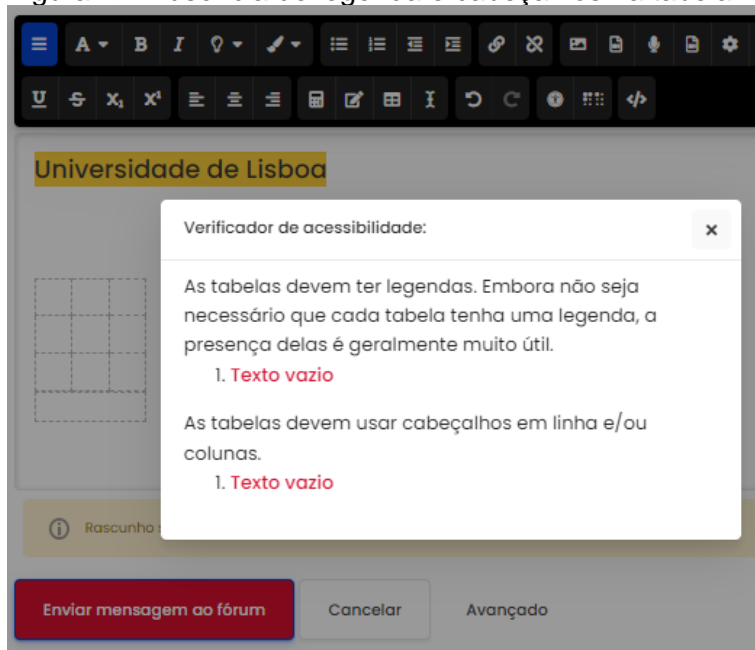 Universidade de Lisboa
Verificador de acessibilidade:
As tabelas devem ter legendas. Embora não seja
necessário que cada tabela tenha uma legenda, a
presença delas é geralmente muito útil.
1. Texto vazio
As tabelas devem usar cabeçalhos em linha e/ou
colunas.
1. Texto vazio
Rascunho
Enviar mensagem ao fórum
Cancelar
Avançado